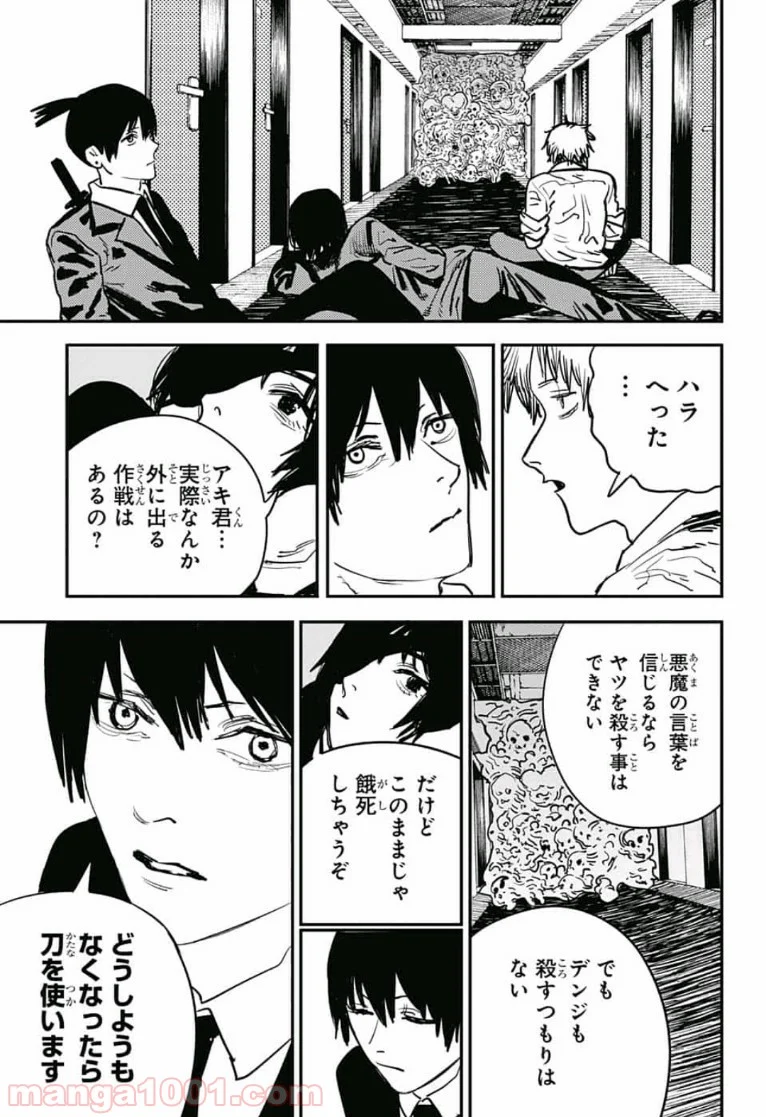 ハラ
へった
…
アキ君…
実際なんか
外に出る
作戦は
あるの？
悪魔の言葉を
信じるなら
ヤツを殺す事は
できない
でも
デンジも
殺すつもりは
ない
だけど
このままじゃ
餓死
しちゃうぞ
どうしようも
なくなったら
刀を使います
manga1001.com